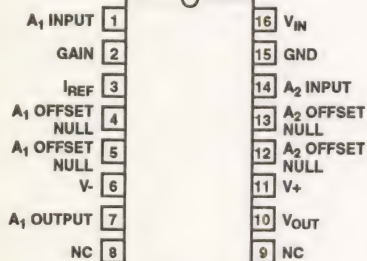 A₁ INPUT 1
GAIN 2
IREF 3
A₁ OFFSET
NULL 4
A₁ OFFSET
NULL 5
V- 6
A₁ OUTPUT 7
NC 8
16 VIN
15 GND
14 A₂ INPUT
13 A₂ OFFSET
NULL
12 A₂ OFFSET
NULL
11 V+
10 VOUT
9 NC